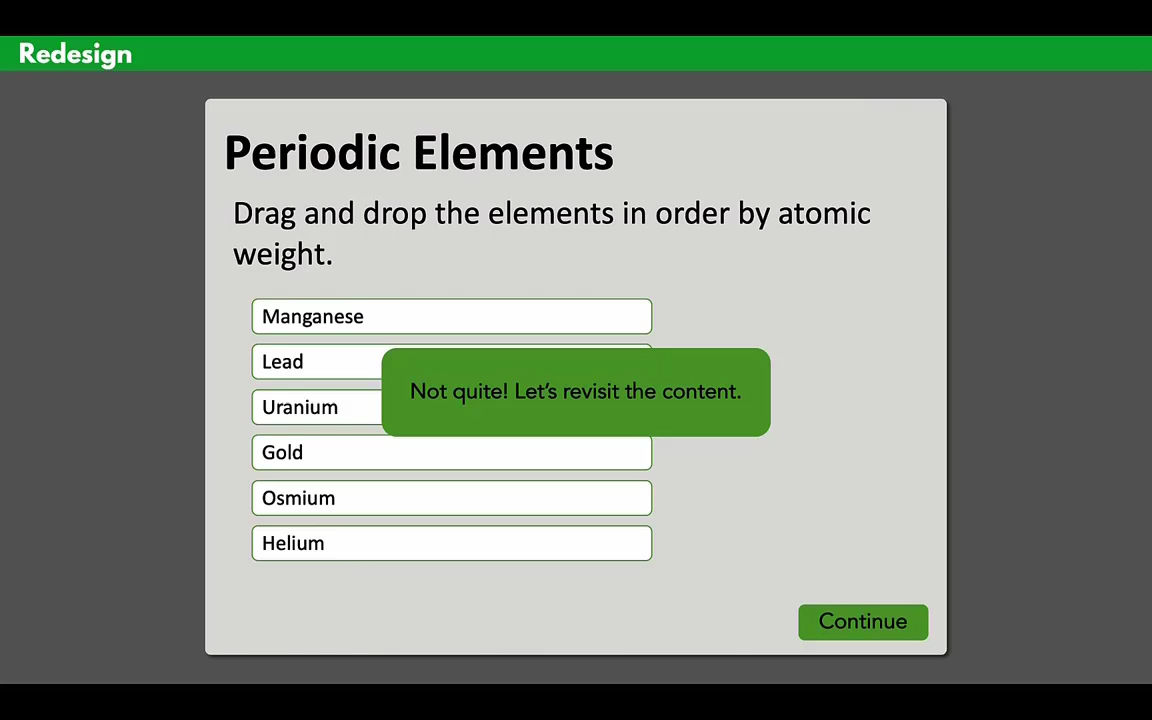 Redesign
Periodic Elements
Drag and drop the elements in order by atomic
weight.
Manganese
Lead
Not quite! Let’s revisit the content.
Uranium
Gold
Osmium
Helium
Continue